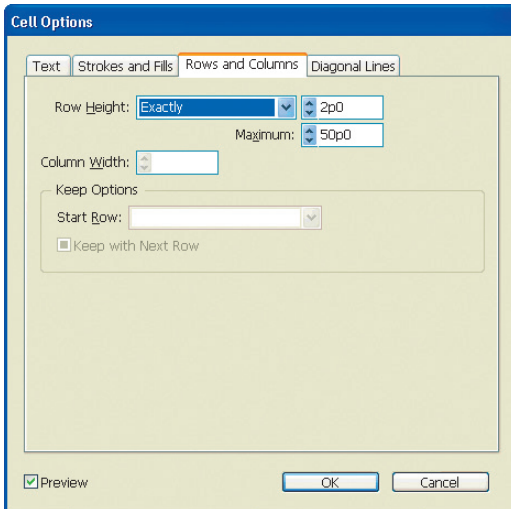 Cell Options
Text Strokes and Fills Rows and Columns Diagonal Lines
Row Height: Exactly 2p0
Maximum: 50p0
Column Width:
Keep Options
Start Row:
Keep with Next Row
Preview OK Cancel